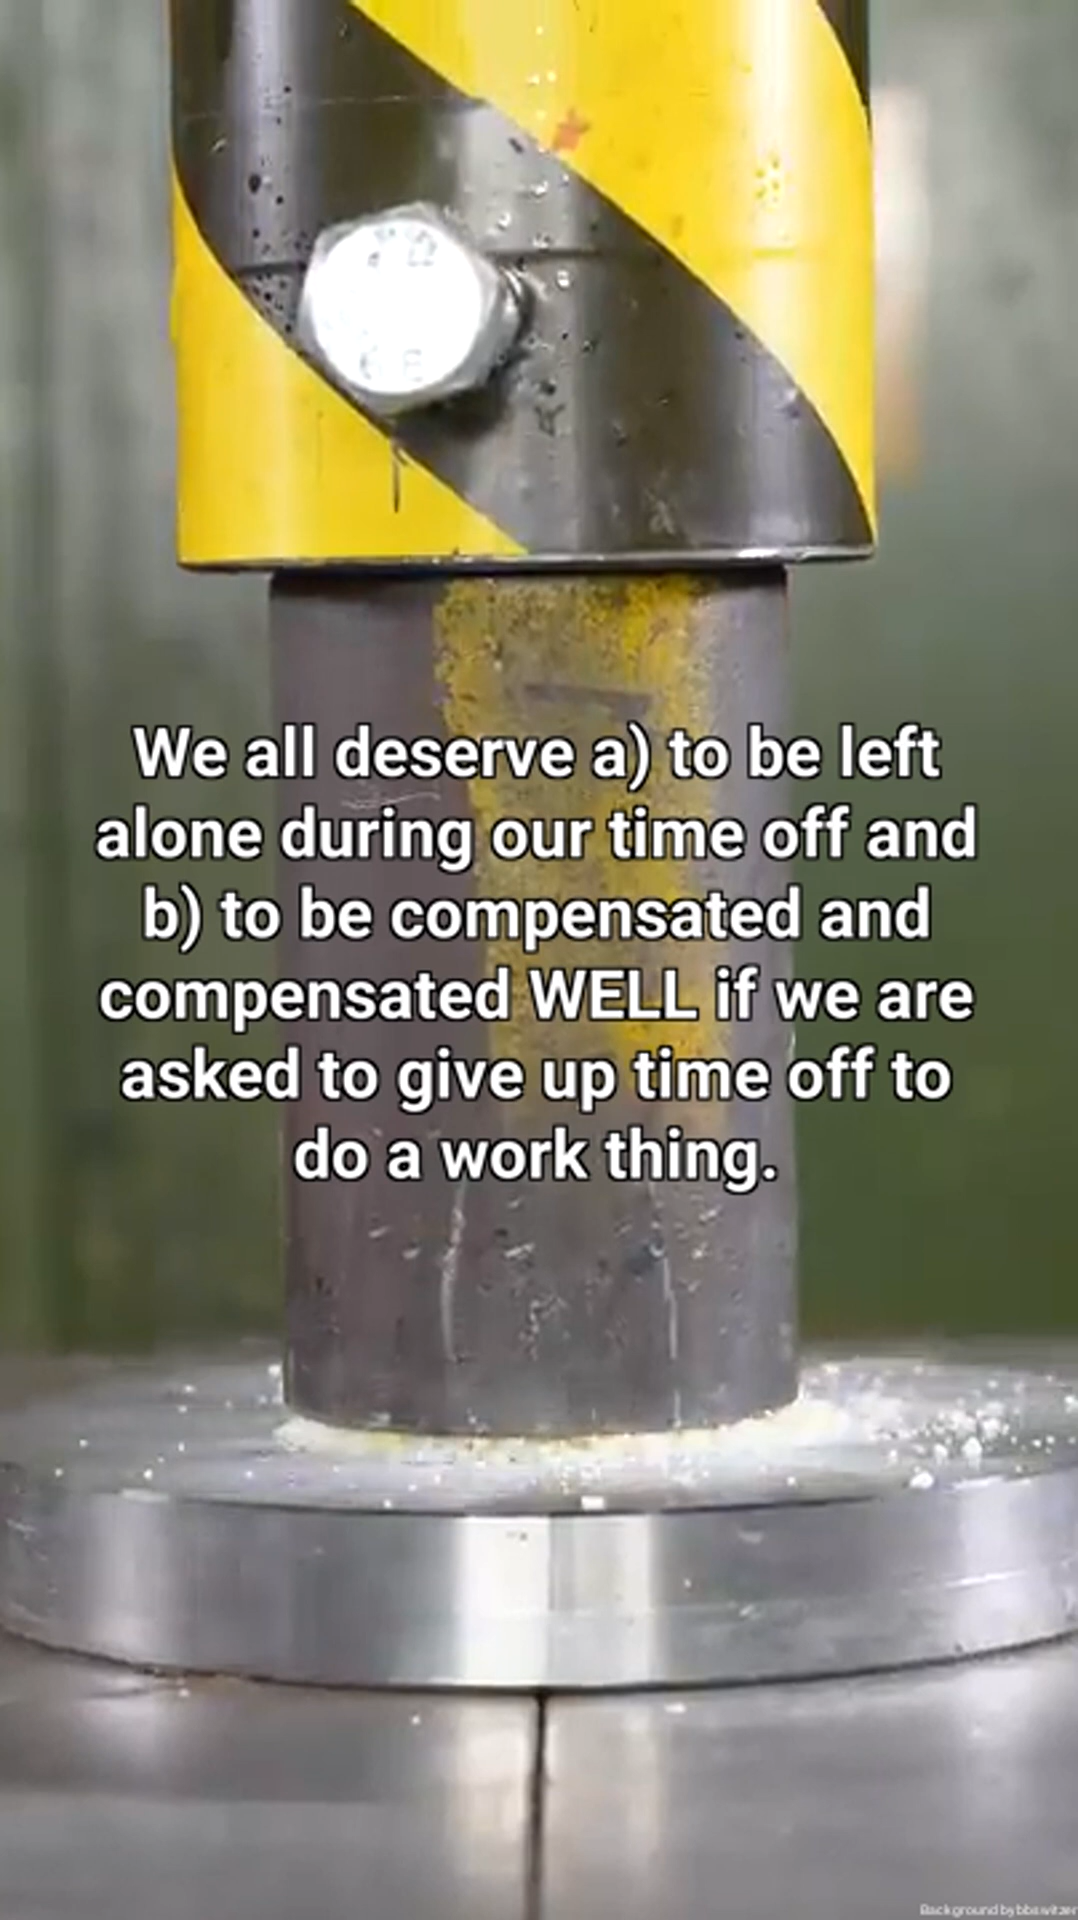 We all deserve a) to be left
alone during our time off and
b) to be compensated and
compensated WELL if we are
asked to give up time off to
do a work thing.